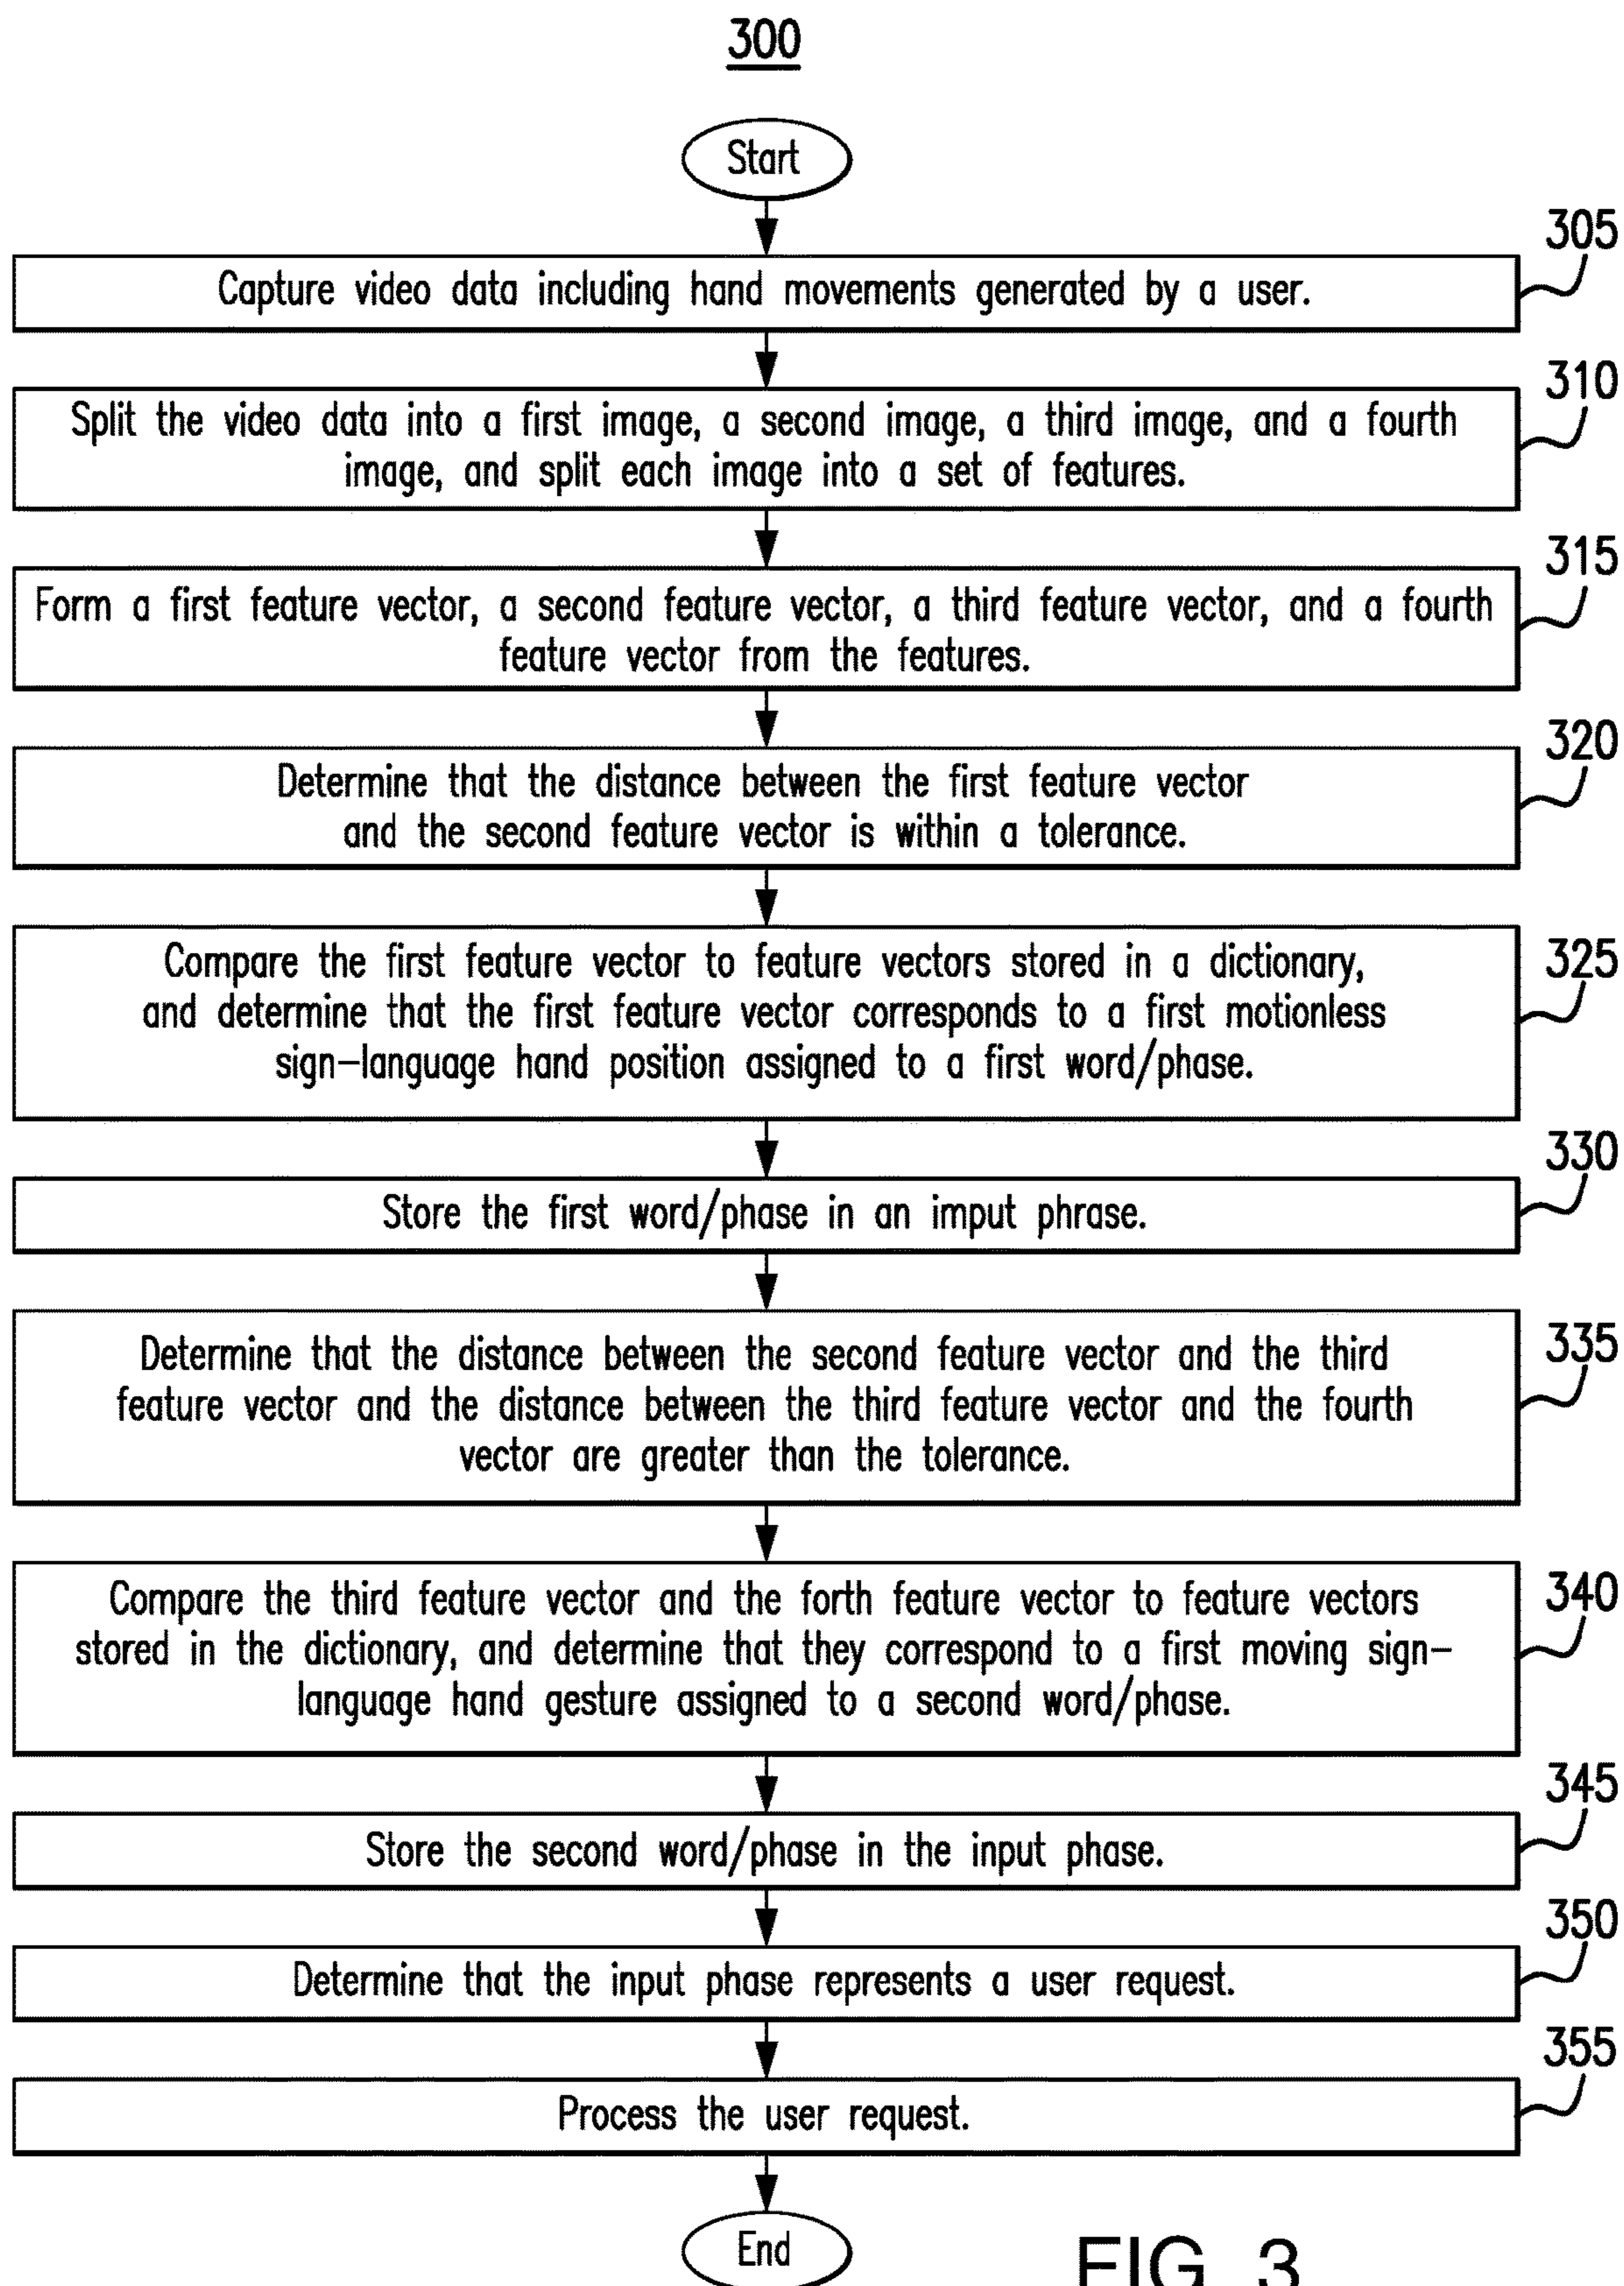 300
Start
305
Capture video data including hand movements generated by a user.
310
Split the video data into a first image, a second image, a third image, and a fourth
image, and split each image into a set of features.
315
Form a first feature vector, a second feature vector, a third feature vector, and a fourth
feature vector from the features.
320
Determine that the distance between the first feature vector
and the second feature vector is within a tolerance.
325
Compare the first feature vector to feature vectors stored in a dictionary,
and determine that the first feature vector corresponds to a first motionless
sign-language hand position assigned to a first word/phase.
330
Store the first word/phase in an imput phrase.
335
Determine that the distance between the second feature vector and the third
feature vector and the distance between the third feature vector and the fourth
vector are greater than the tolerance.
340
Compare the third feature vector and the forth feature vector to feature vectors
stored in the dictionary, and determine that they correspond to a first moving sign-
language hand gesture assigned to a second word/phase.
345
Store the second word/phase in the input phase.
350
Determine that the input phase represents a user request.
355
Process the user request.
End
FIG. 3